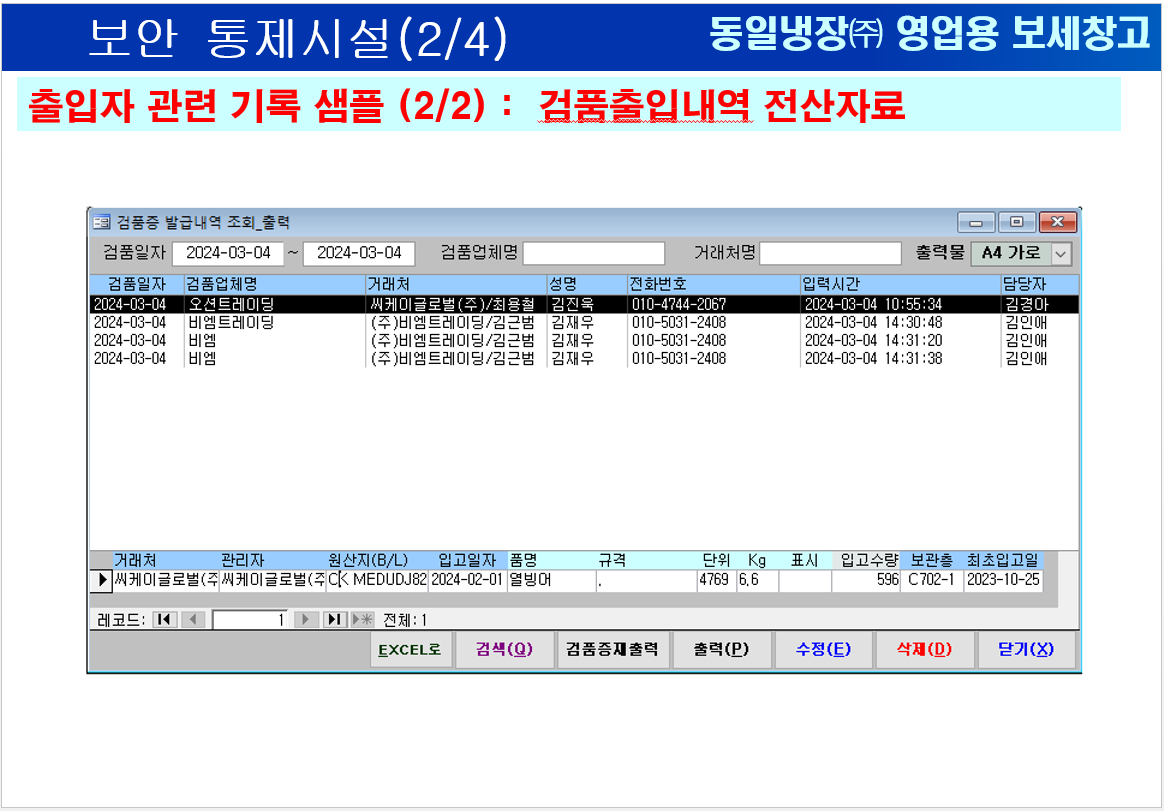 보안 통제시설(2/4)
동일냉장㈜ 영업용 보세창고
출입자 관련 기록 샘플 (2/2) : 검품출입내역 전산자료
검품증 발급내역 조회_출력
검품일자 2024-03-04 ~ 2024-03-04 검품업체명 거래처명 출력물 A4 가로
검품일자 검품업체명 거래처 성명 전화번호 입력시간 담당자
2024-03-04 오션트레이딩 씨케이글로벌(주)/최용철 김진욱 010-4744-2067 2024-03-04 10:55:34 김경아
2024-03-04 비엠트레이딩 (주)비엠트레이딩/김근범 김재우 010-5031-2408 2024-03-04 14:30:48 김인애
2024-03-04 비엠 (주)비엠트레이딩/김근범 김재우 010-5031-2408 2024-03-04 14:31:20 김인애
2024-03-04 비엠 (주)비엠트레이딩/김근범 김재우 010-5031-2408 2024-03-04 14:31:38 김인애
거래처 관리자 원산지(B/L) 입고일자 품명 규격 단위 Kg 표시 입고수량 보관층 최초입고일
씨케이글로벌(주 씨케이글로벌(주 MEDUDJ82 2024-02-01 열빙어 . 4769 6,6 596 C702-1 2023-10-25
레코드: 1 전체: 1
EXCEL로 검색(Q) 검품증재출력 출력(P) 수정(E) 삭제(D) 닫기(X)